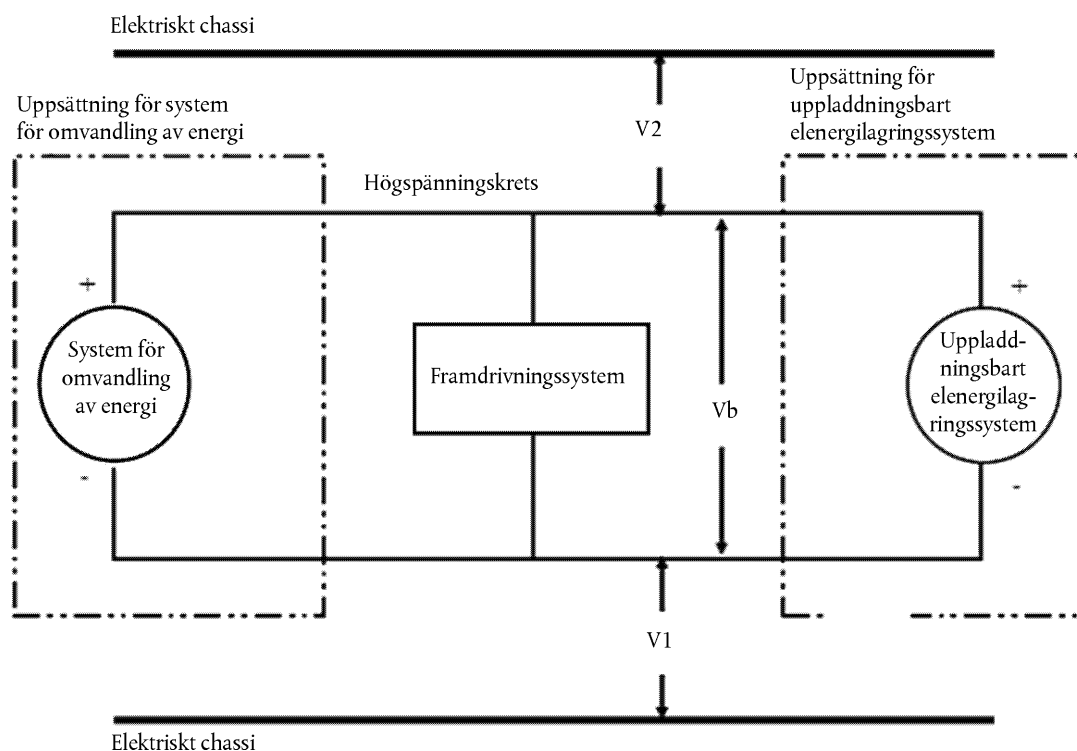 Elektriskt chassi
Uppsättning för system
för omvandling av energi
Uppsättning för
uppladdningsbart
elenergilagringssystem
V2
Högspänningskrets
+
+
System för
omvandling
av energi
Framdrivningssystem
Vb
Uppladd-
ningsbart
elenergilag-
ringssystem
-
-
V1
Elektriskt chassi